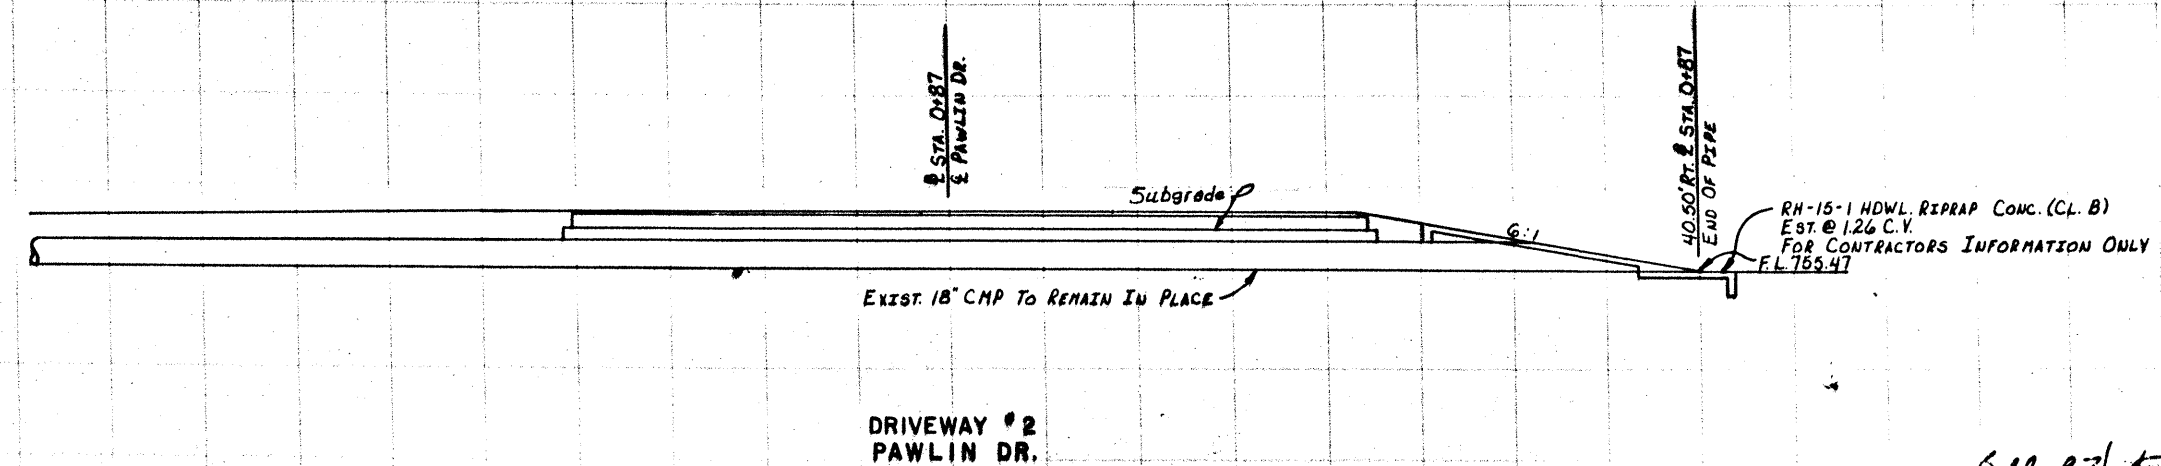 ℄ STA. 0+87
℄ PAWLIN DR.
Subgrade
6:1
40.50' RT. ℄ STA. 0+87
END OF PIPE
RH-15-1 HDWL. RIPRAP CONC. (CL. B)
EST. @ 1.26 C.Y.
FOR CONTRACTORS INFORMATION ONLY
F.L. 755.47
EXIST. 18" CMP TO REMAIN IN PLACE
DRIVEWAY #2
PAWLIN DR.